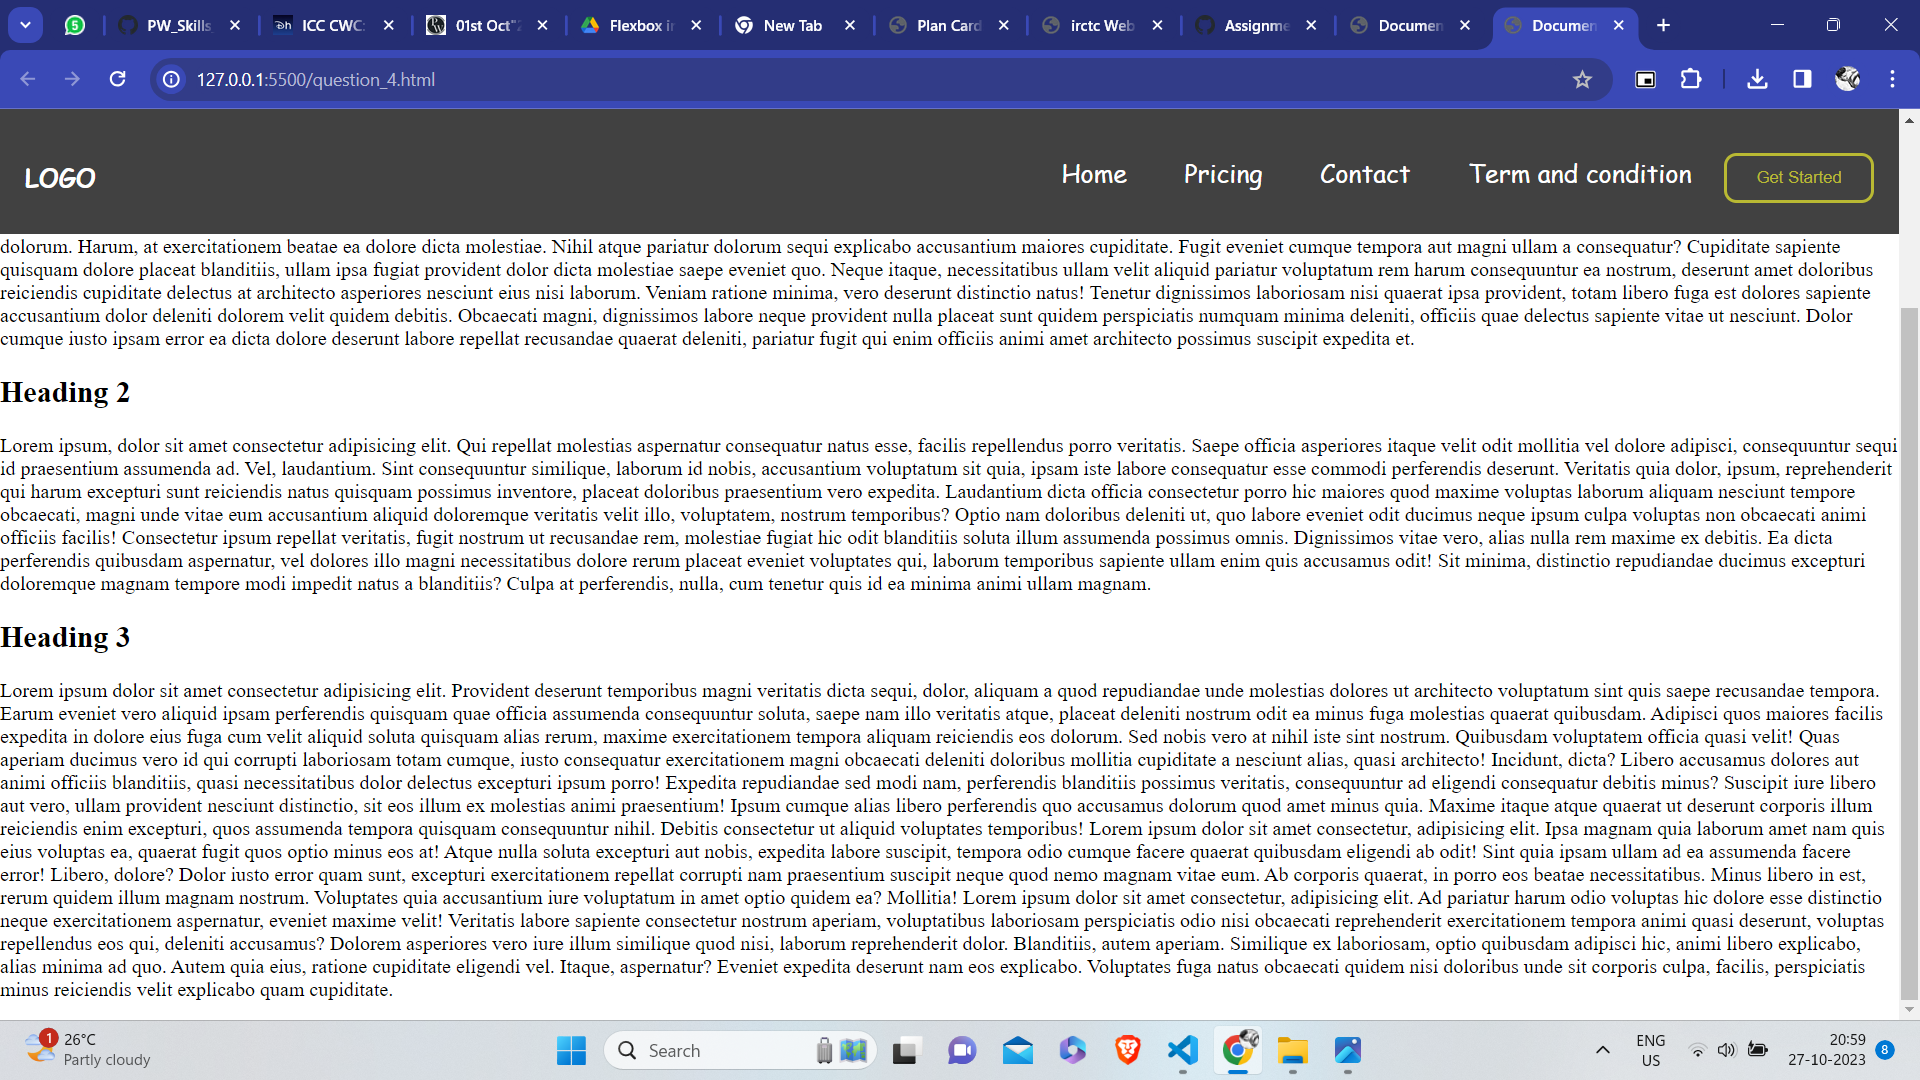 5
PW_Skills
ICC CWC
01st Oct"
Flexbox in
New Tab
Plan Card
irctc Web
Assignme
Documen
Documen
127.0.0.1:5500/question_4.html
LOGO
Home
Pricing
Contact
Term and condition
Get Started
dolorum. Harum, at exercitationem beatae ea dolore dicta molestiae. Nihil atque pariatur dolorum sequi explicabo accusantium maiores cupiditate. Fugit eveniet cumque tempora aut magni ullam a consequatur? Cupiditate sapiente
quisquam dolore placeat blanditiis, ullam ipsa fugiat provident dolor dicta molestiae saepe eveniet quo. Neque itaque, necessitatibus ullam velit aliquid pariatur voluptatum rem harum consequuntur ea nostrum, deserunt amet doloribus
reiciendis cupiditate delectus at architecto asperiores nesciunt eius nisi laborum. Veniam ratione minima, vero deserunt distinctio natus! Tenetur dignissimos laboriosam nisi quaerat ipsa provident, totam libero fuga est dolores sapiente
accusantium dolor deleniti dolorem velit quidem debitis. Obcaecati magni, dignissimos labore neque provident nulla placeat sunt quidem perspiciatis numquam minima deleniti, officiis quae delectus sapiente vitae ut nesciunt. Dolor
cumque iusto ipsam error ea dicta dolore deserunt labore repellat recusandae quaerat deleniti, pariatur fugit qui enim officiis animi amet architecto possimus suscipit expedita et.
Heading 2
Lorem ipsum, dolor sit amet consectetur adipisicing elit. Qui repellat molestias aspernatur consequatur natus esse, facilis repellendus porro veritatis. Saepe officia asperiores itaque velit odit mollitia vel dolore adipisci, consequuntur sequi
id praesentium assumenda ad. Vel, laudantium. Sint consequuntur similique, laborum id nobis, accusantium voluptatum sit quia, ipsam iste labore consequatur esse commodi perferendis deserunt. Veritatis quia dolor, ipsum, reprehenderit
qui harum excepturi sunt reiciendis natus quisquam possimus inventore, placeat doloribus praesentium vero expedita. Laudantium dicta officia consectetur porro hic maiores quod maxime voluptas laborum aliquam nesciunt tempore
obcaecati, magni unde vitae eum accusantium aliquid doloremque veritatis velit illo, voluptatem, nostrum temporibus? Optio nam doloribus deleniti ut, quo labore eveniet odit ducimus neque ipsum culpa voluptas non obcaecati animi
officiis facilis! Consectetur ipsum repellat veritatis, fugit nostrum ut recusandae rem, molestiae fugiat hic odit blanditiis soluta illum assumenda possimus omnis. Dignissimos vitae vero, alias nulla rem maxime ex debitis. Ea dicta
perferendis quibusdam aspernatur, vel dolores illo magni necessitatibus dolore rerum placeat eveniet voluptates qui, laborum temporibus sapiente ullam enim quis accusamus odit! Sit minima, distinctio repudiandae ducimus excepturi
doloremque magnam tempore modi impedit natus a blanditiis? Culpa at perferendis, nulla, cum tenetur quis id ea minima animi ullam magnam.
Heading 3
Lorem ipsum dolor sit amet consectetur adipisicing elit. Provident deserunt temporibus magni veritatis dicta sequi, dolor, aliquam a quod repudiandae unde molestias dolores ut architecto voluptatum sint quis saepe recusandae tempora.
Earum eveniet vero aliquid ipsam perferendis quisquam quae officia assumenda consequuntur soluta, saepe nam illo veritatis atque, placeat deleniti nostrum odit ea minus fuga molestias quaerat quibusdam. Adipisci quos maiores facilis
expedita in dolore eius fuga cum velit aliquid soluta quisquam alias rerum, maxime exercitationem tempora aliquam reiciendis eos dolorum. Sed nobis vero at nihil iste sint nostrum. Quibusdam voluptatem officia quasi velit! Quas
aperiam ducimus vero id qui corrupti laboriosam totam cumque, iusto consequatur exercitationem magni obcaecati deleniti doloribus mollitia cupiditate a nesciunt alias, quasi architecto! Incidunt, dicta? Libero accusamus dolores aut
animi officiis blanditiis, quasi necessitatibus dolor delectus excepturi ipsum porro! Expedita repudiandae sed modi nam, perferendis blanditiis possimus veritatis, consequuntur ad eligendi consequatur debitis minus? Suscipit iure libero
aut vero, ullam provident nesciunt distinctio, sit eos illum ex molestias animi praesentium! Ipsum cumque alias libero perferendis quo accusamus dolorum quod amet minus quia. Maxime itaque atque quaerat ut deserunt corporis illum
reiciendis enim excepturi, quos assumenda tempora quisquam consequuntur nihil. Debitis consectetur ut aliquid voluptates temporibus! Lorem ipsum dolor sit amet consectetur, adipisicing elit. Ipsa magnam quia laborum amet nam quis
eius voluptas ea, quaerat fugit quos optio minus eos at! Atque nulla soluta excepturi aut nobis, expedita labore suscipit, tempora odio cumque facere quaerat quibusdam eligendi ab odit! Sint quia ipsam ullam ad ea assumenda facere
error! Libero, dolore? Dolor iusto error quam sunt, excepturi exercitationem repellat corrupti nam praesentium suscipit neque quod nemo magnam vitae eum. Ab corporis quaerat, in porro eos beatae necessitatibus. Minus libero in est,
rerum quidem illum magnam nostrum. Voluptates quia accusantium iure voluptatum in amet optio quidem ea? Mollitia! Lorem ipsum dolor sit amet consectetur, adipisicing elit. Ad pariatur harum odio voluptas hic dolore esse distinctio
neque exercitationem aspernatur, eveniet maxime velit! Veritatis labore sapiente consectetur nostrum aperiam, voluptatibus laboriosam perspiciatis odio nisi obcaecati reprehenderit exercitationem tempora animi quasi deserunt, voluptas
repellendus eos qui, deleniti accusamus? Dolorem asperiores vero iure illum similique quod nisi, laborum reprehenderit dolor. Blanditiis, autem aperiam. Similique ex laboriosam, optio quibusdam adipisci hic, animi libero explicabo,
alias minima ad quo. Autem quia eius, ratione cupiditate eligendi vel. Itaque, aspernatur? Eveniet expedita deserunt nam eos explicabo. Voluptates fuga natus obcaecati quidem nisi doloribus unde sit corporis culpa, facilis, perspiciatis
minus reiciendis velit explicabo quam cupiditate.
1
26°C
Partly cloudy
Search
ENG
US
20:59
27-10-2023
8